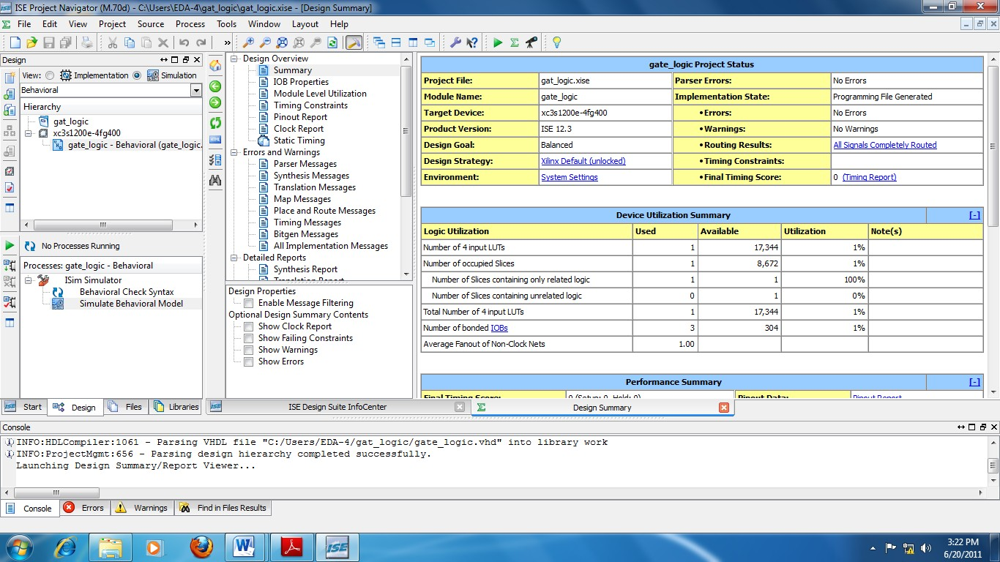 ISE Project Navigator (M.70d) - C:\Users\EDA-4\gat_logic\gat_logic.xise - [Design Summary]
File Edit View Project Source Process Tools Window Layout Help
Design
View: Implementation Simulation
Behavioral
Hierarchy
gat_logic
xc3s1200e-4fg400
gate_logic - Behavioral (gate_logic.
No Processes Running
Processes: gate_logic - Behavioral
ISim Simulator
Behavioral Check Syntax
Simulate Behavioral Model
Start Design Files Libraries
Design Overview
Summary
IOB Properties
Module Level Utilization
Timing Constraints
Pinout Report
Clock Report
Static Timing
Errors and Warnings
Parser Messages
Synthesis Messages
Translation Messages
Map Messages
Place and Route Messages
Timing Messages
Bitgen Messages
All Implementation Messages
Detailed Reports
Synthesis Report
Translation Report
Design Properties
Enable Message Filtering
Optional Design Summary Contents
Show Clock Report
Show Failing Constraints
Show Warnings
Show Errors
gate_logic Project Status
Project File: gat_logic.xise Parser Errors: No Errors
Module Name: gate_logic Implementation State: Programming File Generated
Target Device: xc3s1200e-4fg400 •Errors: No Errors
Product Version: ISE 12.3 •Warnings: No Warnings
Design Goal: Balanced •Routing Results: All Signals Completely Routed
Design Strategy: Xilinx Default (unlocked) •Timing Constraints:
Environment: System Settings •Final Timing Score: 0 (Timing Report)
Device Utilization Summary [-]
Logic Utilization Used Available Utilization Note(s)
Number of 4 input LUTs 1 17,344 1%
Number of occupied Slices 1 8,672 1%
Number of Slices containing only related logic 1 1 100%
Number of Slices containing unrelated logic 0 1 0%
Total Number of 4 input LUTs 1 17,344 1%
Number of bonded IOBs 3 304 1%
Average Fanout of Non-Clock Nets 1.00
Performance Summary [-]
Final Timing Score: 0 (Setup: 0, Hold: 0) Pinout Data: Pinout Report
ISE Design Suite InfoCenter Design Summary
Console
INFO:HDLCompiler:1061 - Parsing VHDL file "C:/Users/EDA-4/gat_logic/gate_logic.vhd" into library work
INFO:ProjectMgmt:656 - Parsing design hierarchy completed successfully.
Launching Design Summary/Report Viewer...
Console Errors Warnings Find in Files Results
ISE
3:22 PM
6/20/2011